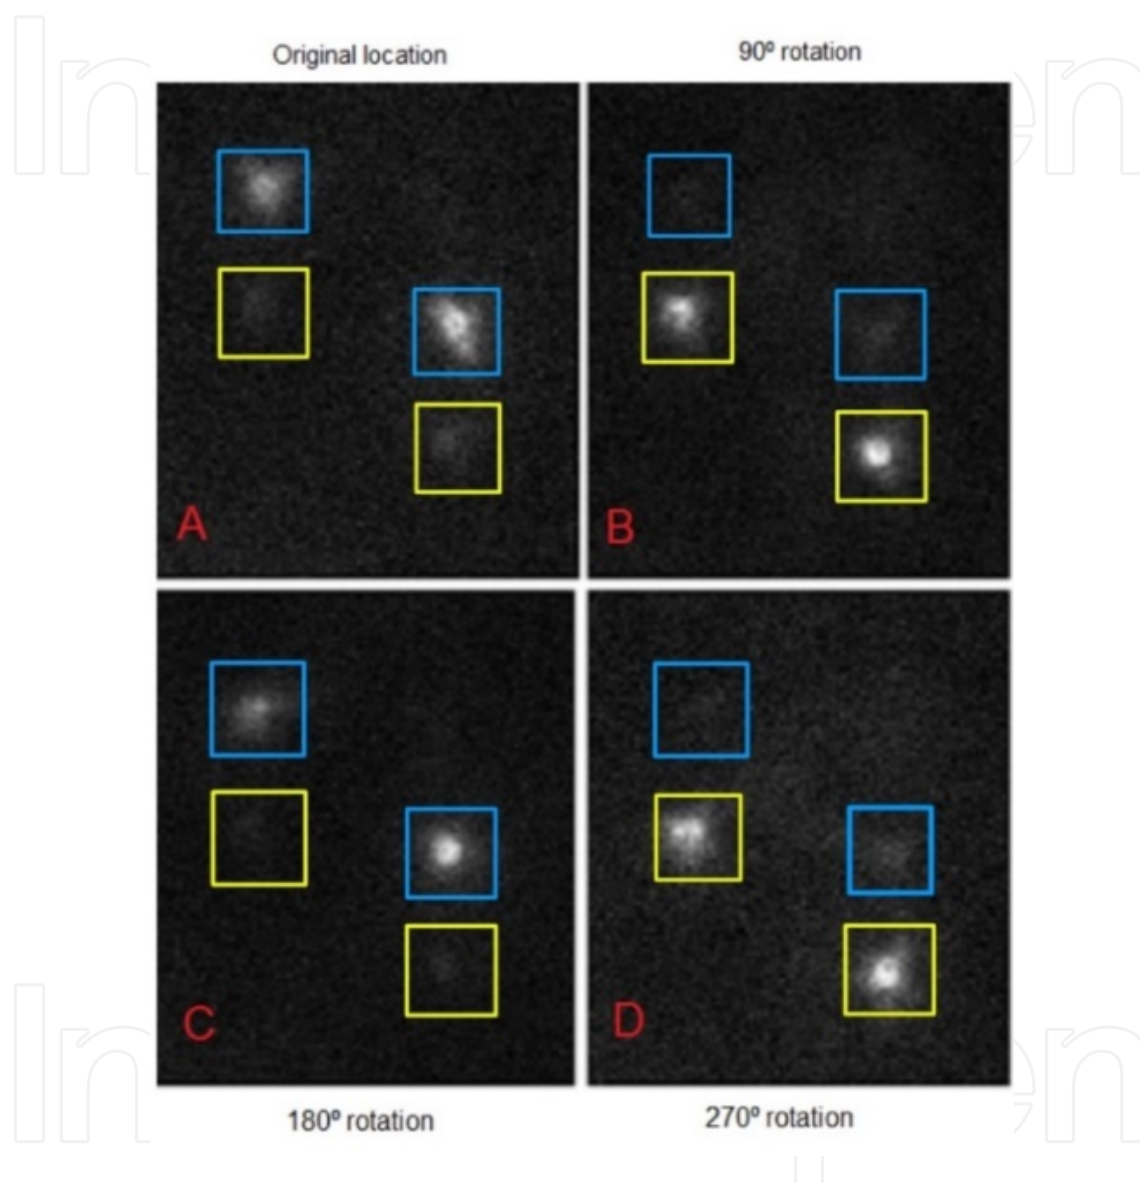 Original location
90º rotation
A
B
C
D
180º rotation
270º rotation